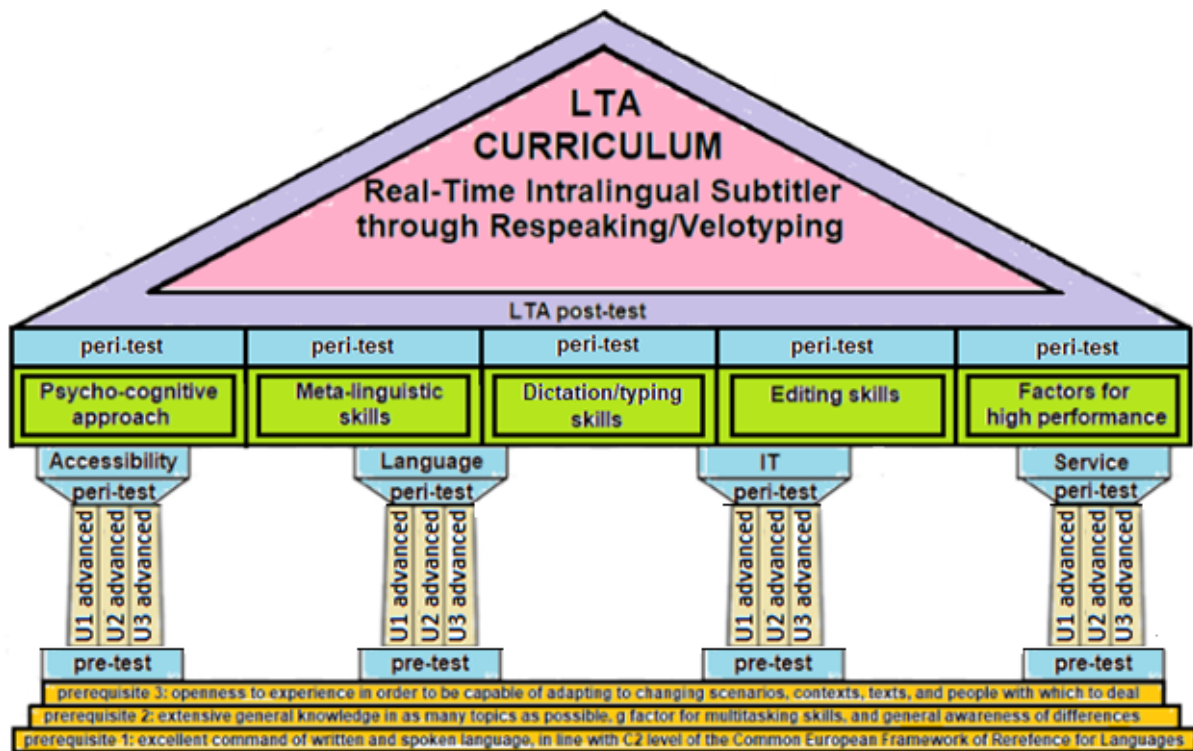 LTA
CURRICULUM
Real-Time Intralingual Subtitler
through Respeaking/Velotyping
LTA post-test
peri-test peri-test peri-test peri-test peri-test
Psycho-cognitive
approach
Meta-linguistic
skills
Dictation/typing
skills
Editing skills
Factors for
high performance
Accessibility Language IT Service
peri-test peri-test peri-test peri-test
U1 advanced
U2 advanced
U3 advanced
U1 advanced
U2 advanced
U3 advanced
U1 advanced
U2 advanced
U3 advanced
U1 advanced
U2 advanced
U3 advanced
pre-test pre-test pre-test pre-test
prerequisite 3: openness to experience in order to be capable of adapting to changing scenarios, contexts, texts, and people with which to deal
prerequisite 2: extensive general knowledge in as many topics as possible, g factor for multitasking skills, and general awareness of differences
prerequisite 1: excellent command of written and spoken language, in line with C2 level of the Common European Framework of Rerefence for Languages